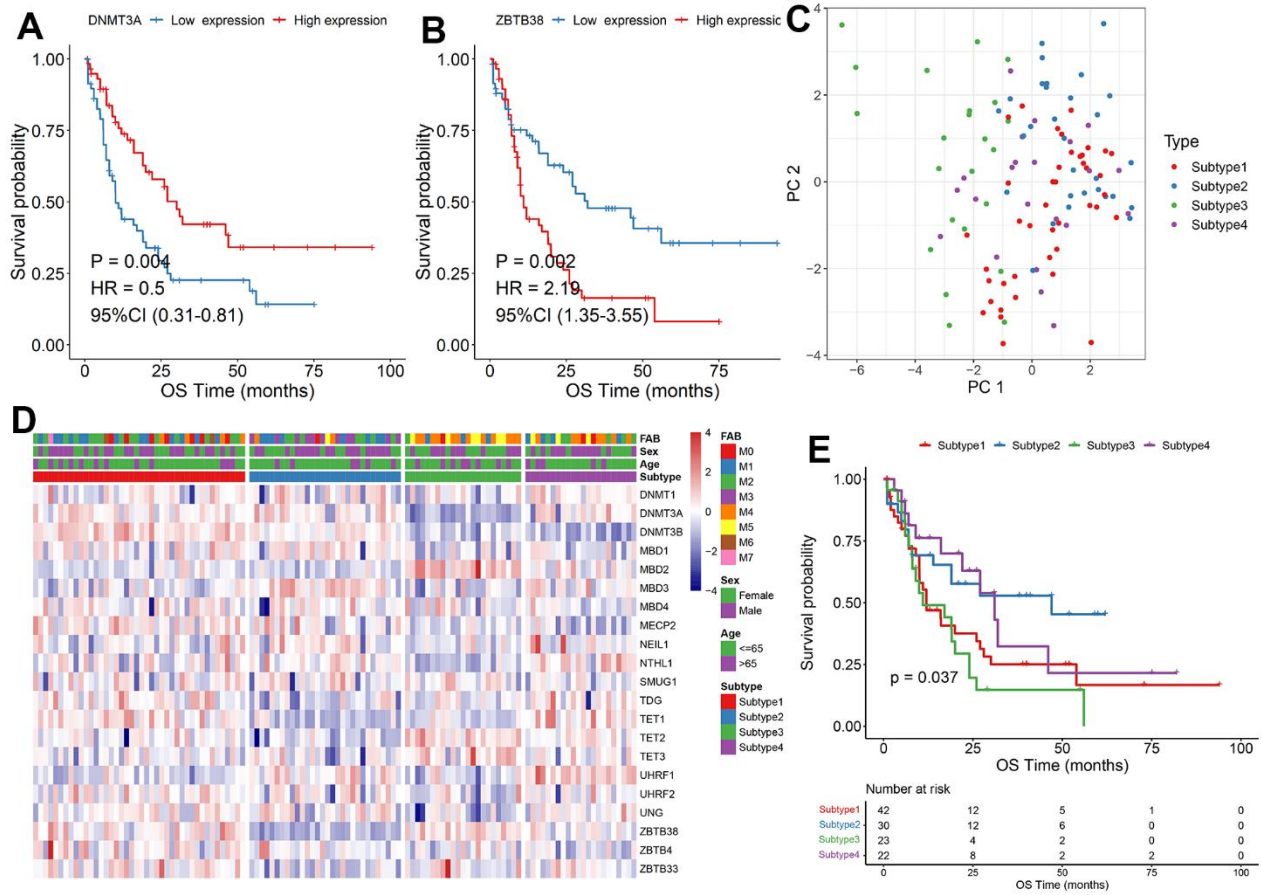 A
DNMT3A Low expression High expression
Survival probability
1.00
0.75
0.50
0.25
0.00
P = 0.004
HR = 0.5
95%CI (0.31-0.81)
0 25 50 75 100
OS Time (months)
B
ZBTB38 Low expression High expressic
Survival probability
1.00
0.75
0.50
0.25
0.00
P = 0.002
HR = 2.19
95%CI (1.35-3.55)
0 25 50 75
OS Time (months)
C
PC 2
4
2
0
−2
−4
−6 −4 −2 0 2
PC 1
Type
Subtype1
Subtype2
Subtype3
Subtype4
D
FAB
Sex
Age
Subtype
DNMT1
DNMT3A
DNMT3B
MBD1
MBD2
MBD3
MBD4
MECP2
NEIL1
NTHL1
SMUG1
TDG
TET1
TET2
TET3
UHRF1
UHRF2
UNG
ZBTB38
ZBTB4
ZBTB33
4
2
0
−2
−4
FAB
M0
M1
M2
M3
M4
M5
M6
M7
Sex
Female
Male
Age
<=65
>65
Subtype
Subtype1
Subtype2
Subtype3
Subtype4
E
Subtype1 Subtype2 Subtype3 Subtype4
Survival probability
1.00
0.75
0.50
0.25
0.00
p = 0.037
0 25 50 75 100
OS Time (months)
Number at risk
Subtype1 42 12 5 1 0
Subtype2 30 12 6 0 0
Subtype3 23 4 2 0 0
Subtype4 22 8 2 2 0
0 25 50 75 100
OS Time (months)